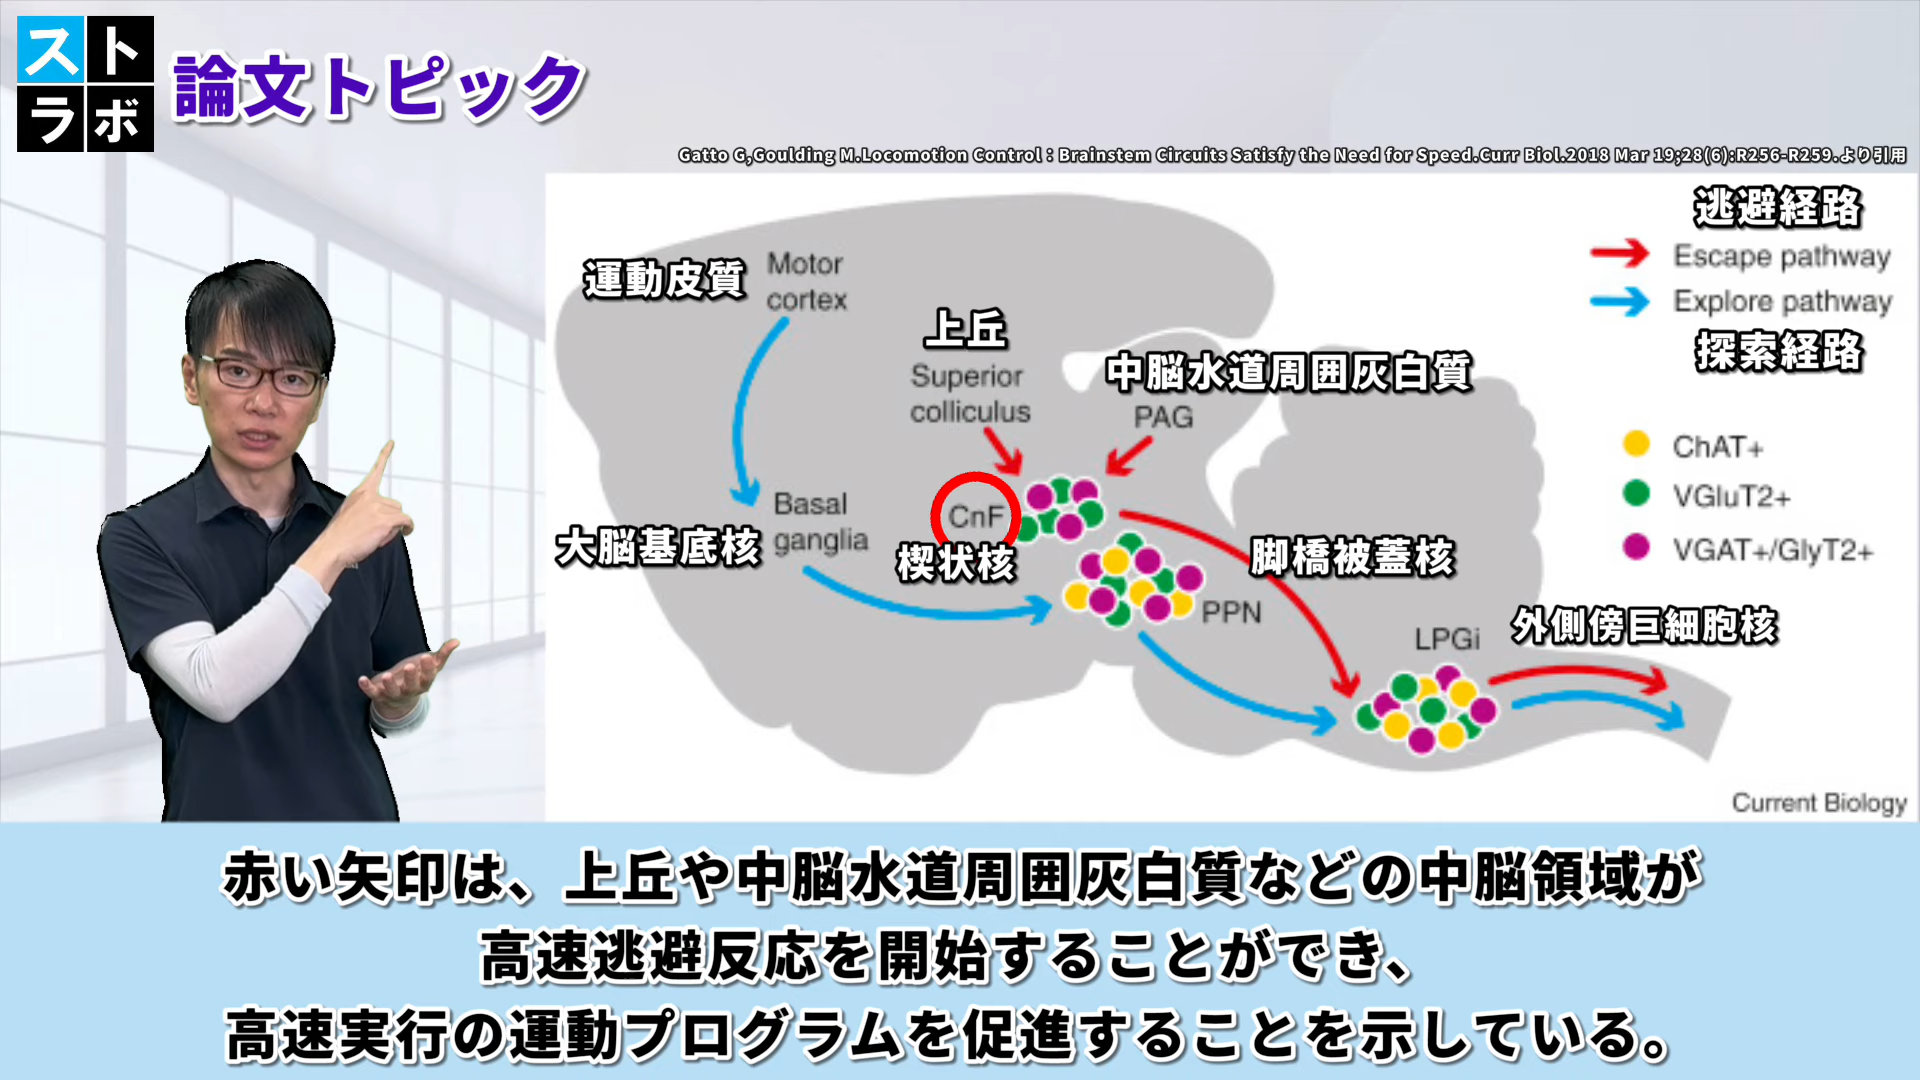 スト
ラボ
論文トピック
Gatto G,Goulding M.Locomotion Control：Brainstem Circuits Satisfy the Need for Speed.Curr Biol.2018 Mar 19;28(6):R256-R259.より引用
逃避経路
Escape pathway
Explore pathway
探索経路
運動皮質
Motor
cortex
上丘
Superior
colliculus
中脳水道周囲灰白質
PAG
ChAT+
VGluT2+
VGAT+/GlyT2+
Basal
ganglia
大脳基底核
CnF
楔状核
脚橋被蓋核
PPN
LPGi
外側傍巨細胞核
Current Biology
赤い矢印は、上丘や中脳水道周囲灰白質などの中脳領域が
高速逃避反応を開始することができ、
高速実行の運動プログラムを促進することを示している。